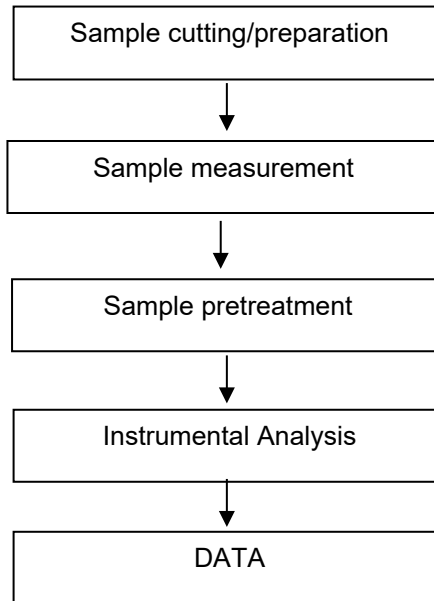 Sample cutting/preparation
Sample measurement
Sample pretreatment
Instrumental Analysis
DATA